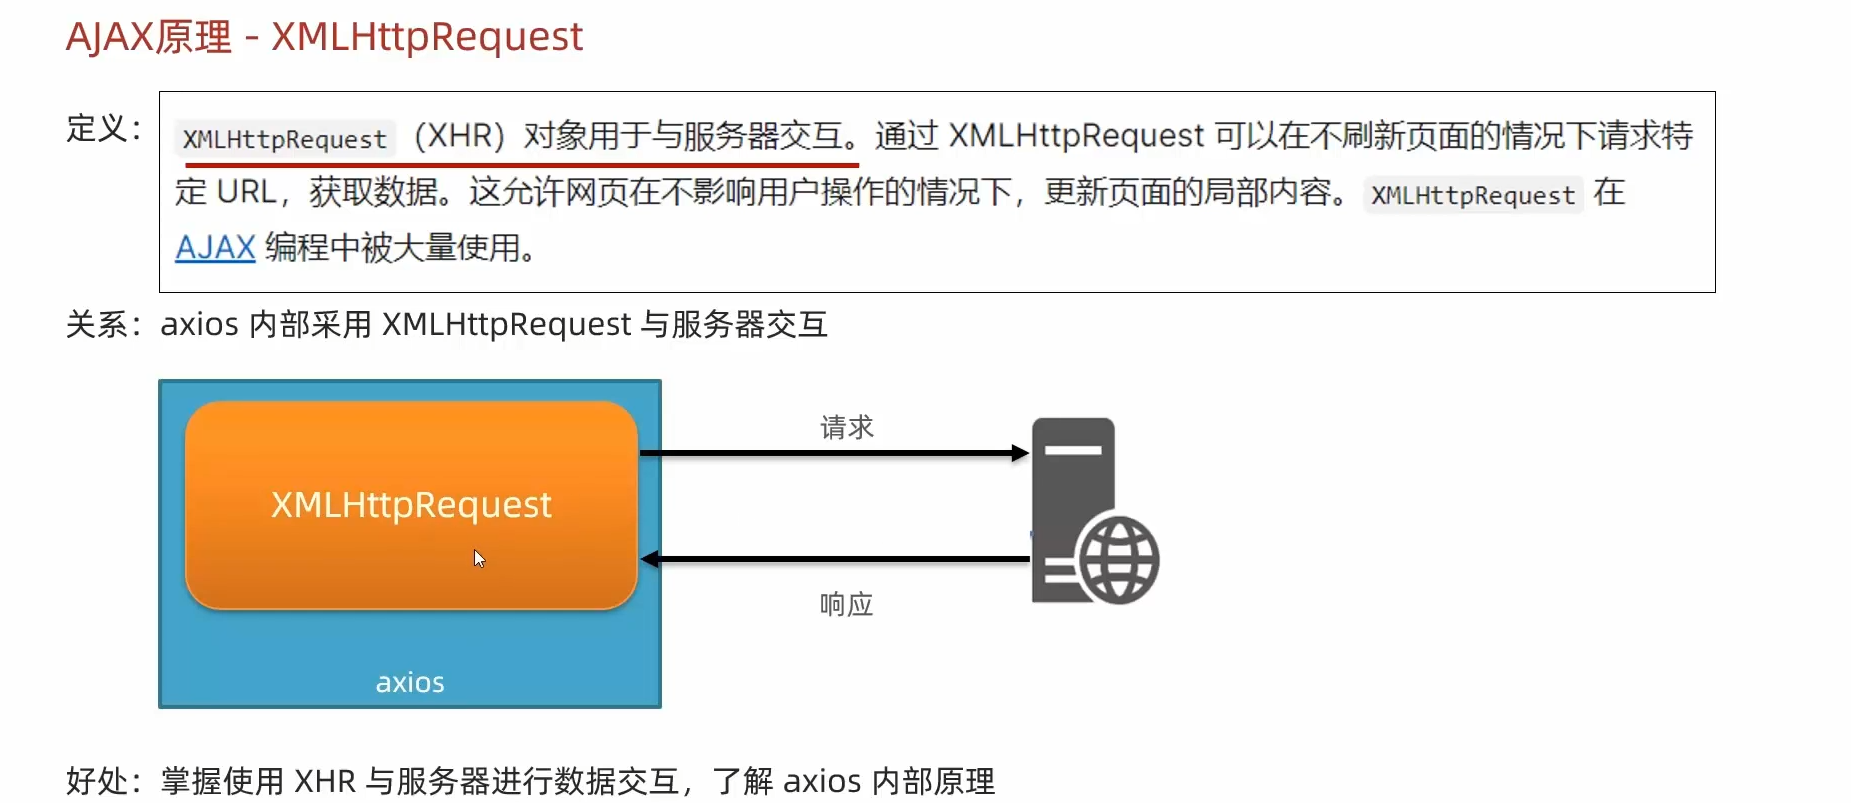 AJAX原理 - XMLHttpRequest
定义：
XMLHttpRequest （XHR）对象用于与服务器交互。通过 XMLHttpRequest 可以在不刷新页面的情况下请求特
定 URL，获取数据。这允许网页在不影响用户操作的情况下，更新页面的局部内容。XMLHttpRequest 在
AJAX 编程中被大量使用。
关系：axios 内部采用 XMLHttpRequest 与服务器交互
请求
XMLHttpRequest
响应
axios
好处：掌握使用 XHR 与服务器进行数据交互，了解 axios 内部原理